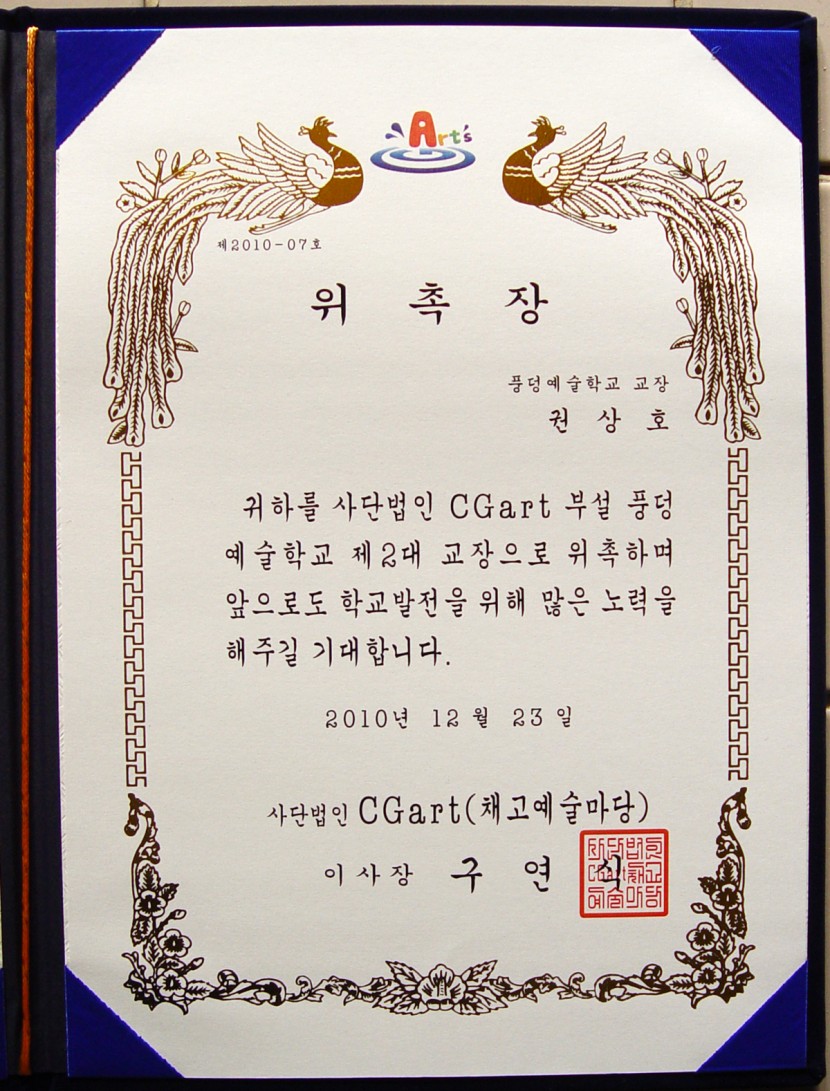 Art's
제2010-07호
위 촉 장
풍덩예술학교 교장
권 상 호
귀하를 사단법인 CGart 부설 풍덩
예술학교 제2대 교장으로 위촉하며
앞으로도 학교발전을 위해 많은 노력을
해주길 기대합니다.
2010년 12월 23일
사단법인 CGart(채고예술마당)
이사장 구 연 식